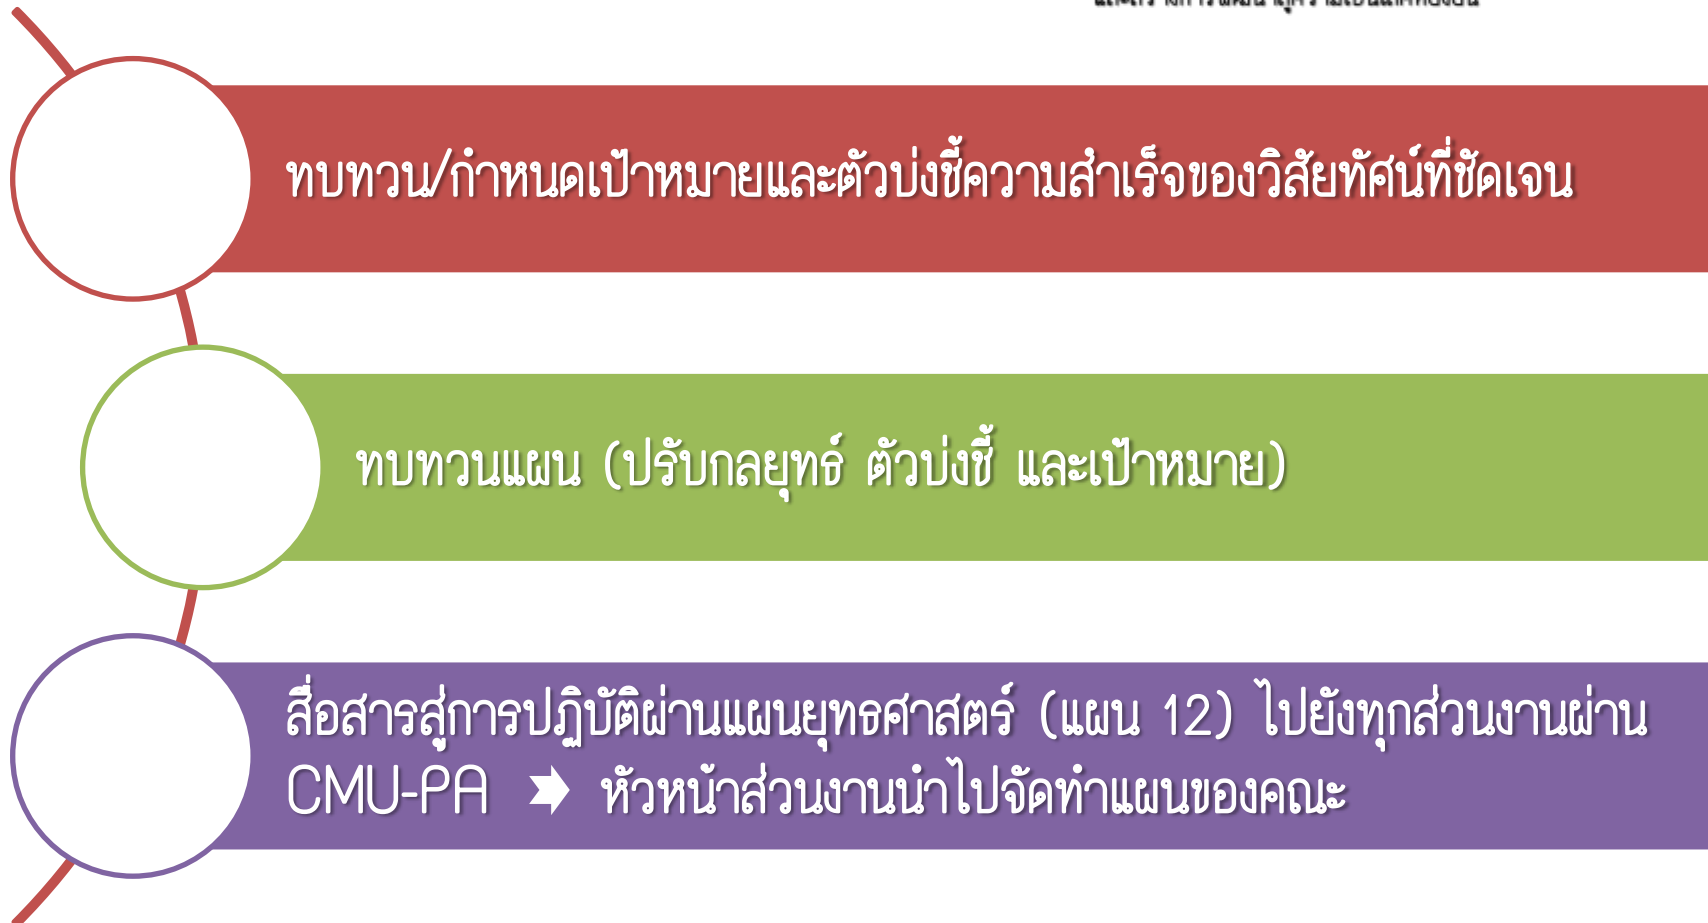 ทบทวน/กำหนดเป้าหมายและตัวบ่งชี้ความสำเร็จของวิสัยทัศน์ที่ชัดเจน
ทบทวนแผน (ปรับกลยุทธ์ ตัวบ่งชี้ และเป้าหมาย)
สื่อสารสู่การปฏิบัติผ่านแผนยุทธศาสตร์ (แผน 12) ไปยังทุกส่วนงานผ่าน
CMU-PA ➽ หัวหน้าส่วนงานนำไปจัดทำแผนของคณะ